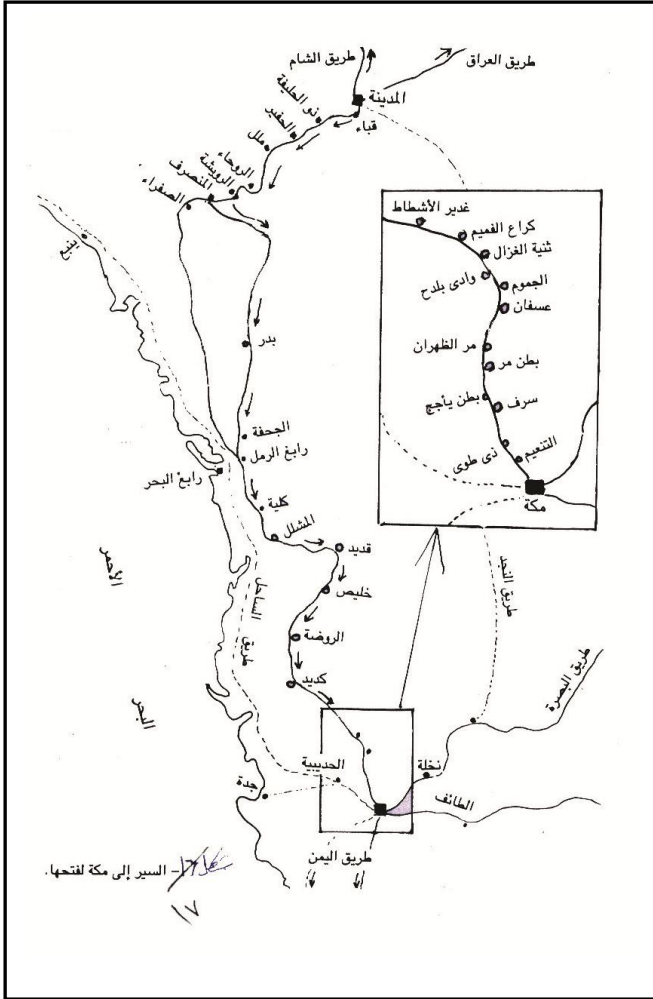 طريق الشام
طريق العراق
المدينة
قباء
ذو الحليفة
الحفير
ملل
الروحاء
الرويثة
المنصرف
الصفراء
ينبع
غدير الأشطاط
كراع الغميم
ثنية الغزال
وادى بلدح
الجموم
عسفان
مر الظهران
بطن مر
بطن يأجج
سرف
ذى طوى
التنعيم
مكة
بدر
الجحفة
رابغ الرمل
رابغ البحر
كلية
المشلل
قديد
خليص
الروضة
كديد
طريق الساحل
طريق النجد
طريق البصرة
البحر
الأحمر
الحديبية
جدة
نخلة
الطائف
طريق اليمن
- السير إلى مكة لفتحها.
١٧